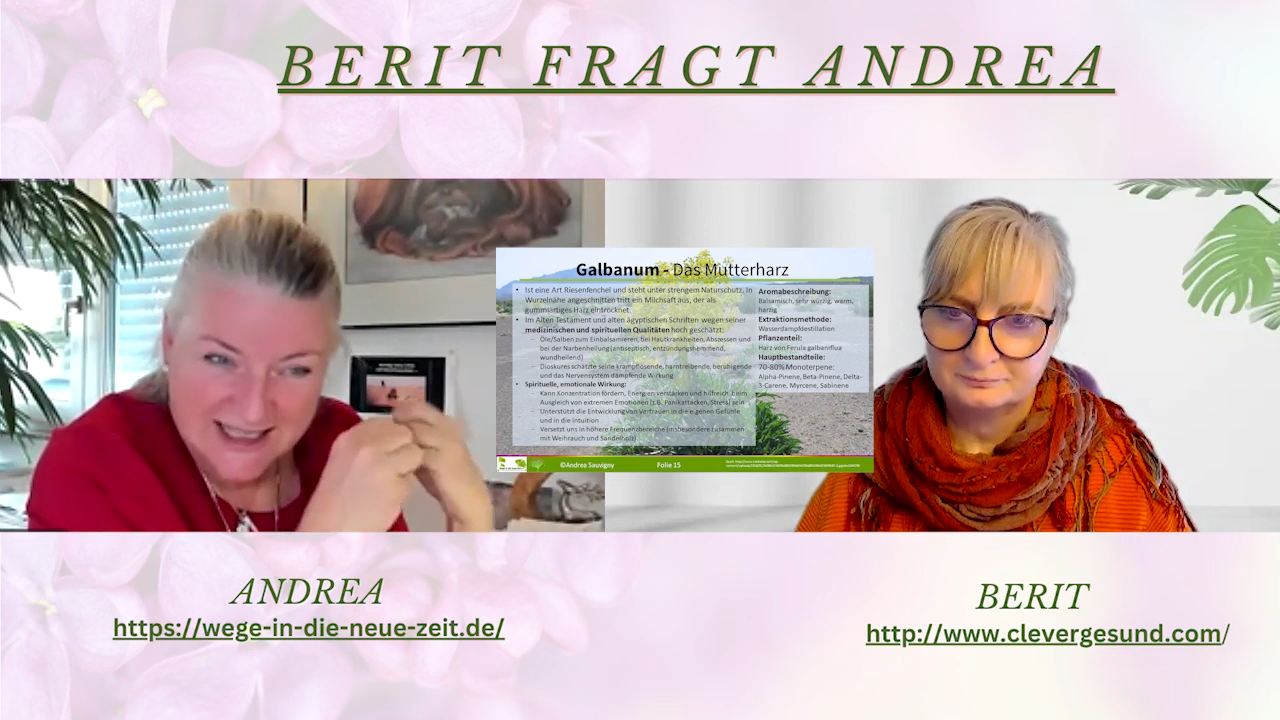 BERIT FRAGT ANDREA
Galbanum - Das Mutterharz
• Ist eine Art Riesenfenchel und steht unter strengem Naturschutz. In
Wurzelnähe angeschnitten tritt ein Milchsaft aus, der als
gummiartiges Harz eintrocknet.
• Im Alten Testament und alten ägyptischen Schriften wegen seiner
medizinischen und spirituellen Qualitäten hoch geschätzt:
– Öle/Salben zum Einbalsamieren, bei Hautkrankheiten, Abszessen und
bei der Narbenheilung (antiseptisch, entzündungshemmend,
wundheilend)
– Dioskures schätzte seine krampflösende, harntreibende, beruhigende
und das Nervensystem dämpfende Wirkung
• Spirituelle, emotionale Wirkung:
– Kann Konzentration fördern, Energien verstärken und hilfreich beim
Ausgleich von extremen Emotionen (z.B. Panikattacken, Stress) sein
– Unterstützt die Entwicklung von Vertrauen in die eigenen Gefühle
und in die Intuition
– Versetzt uns in höhere Frequenzbereiche (insbesondere zusammen
mit Weihrauch und Sandelholz)
Aromabeschreibung:
Balsamisch, sehr würzig, warm,
harzig
Extraktionsmethode:
Wasserdampfdestillation
Pflanzenteil:
Harz von Ferula galbaniflua
Hauptbestandteile:
70-80% Monoterpene:
Alpha-Pinene, Beta-Pinene, Delta-
3-Carene, Myrcene, Sabinene
©Andrea Sauvigny
Folie 15
ANDREA
https://wege-in-die-neue-zeit.de/
BERIT
http://www.clevergesund.com/